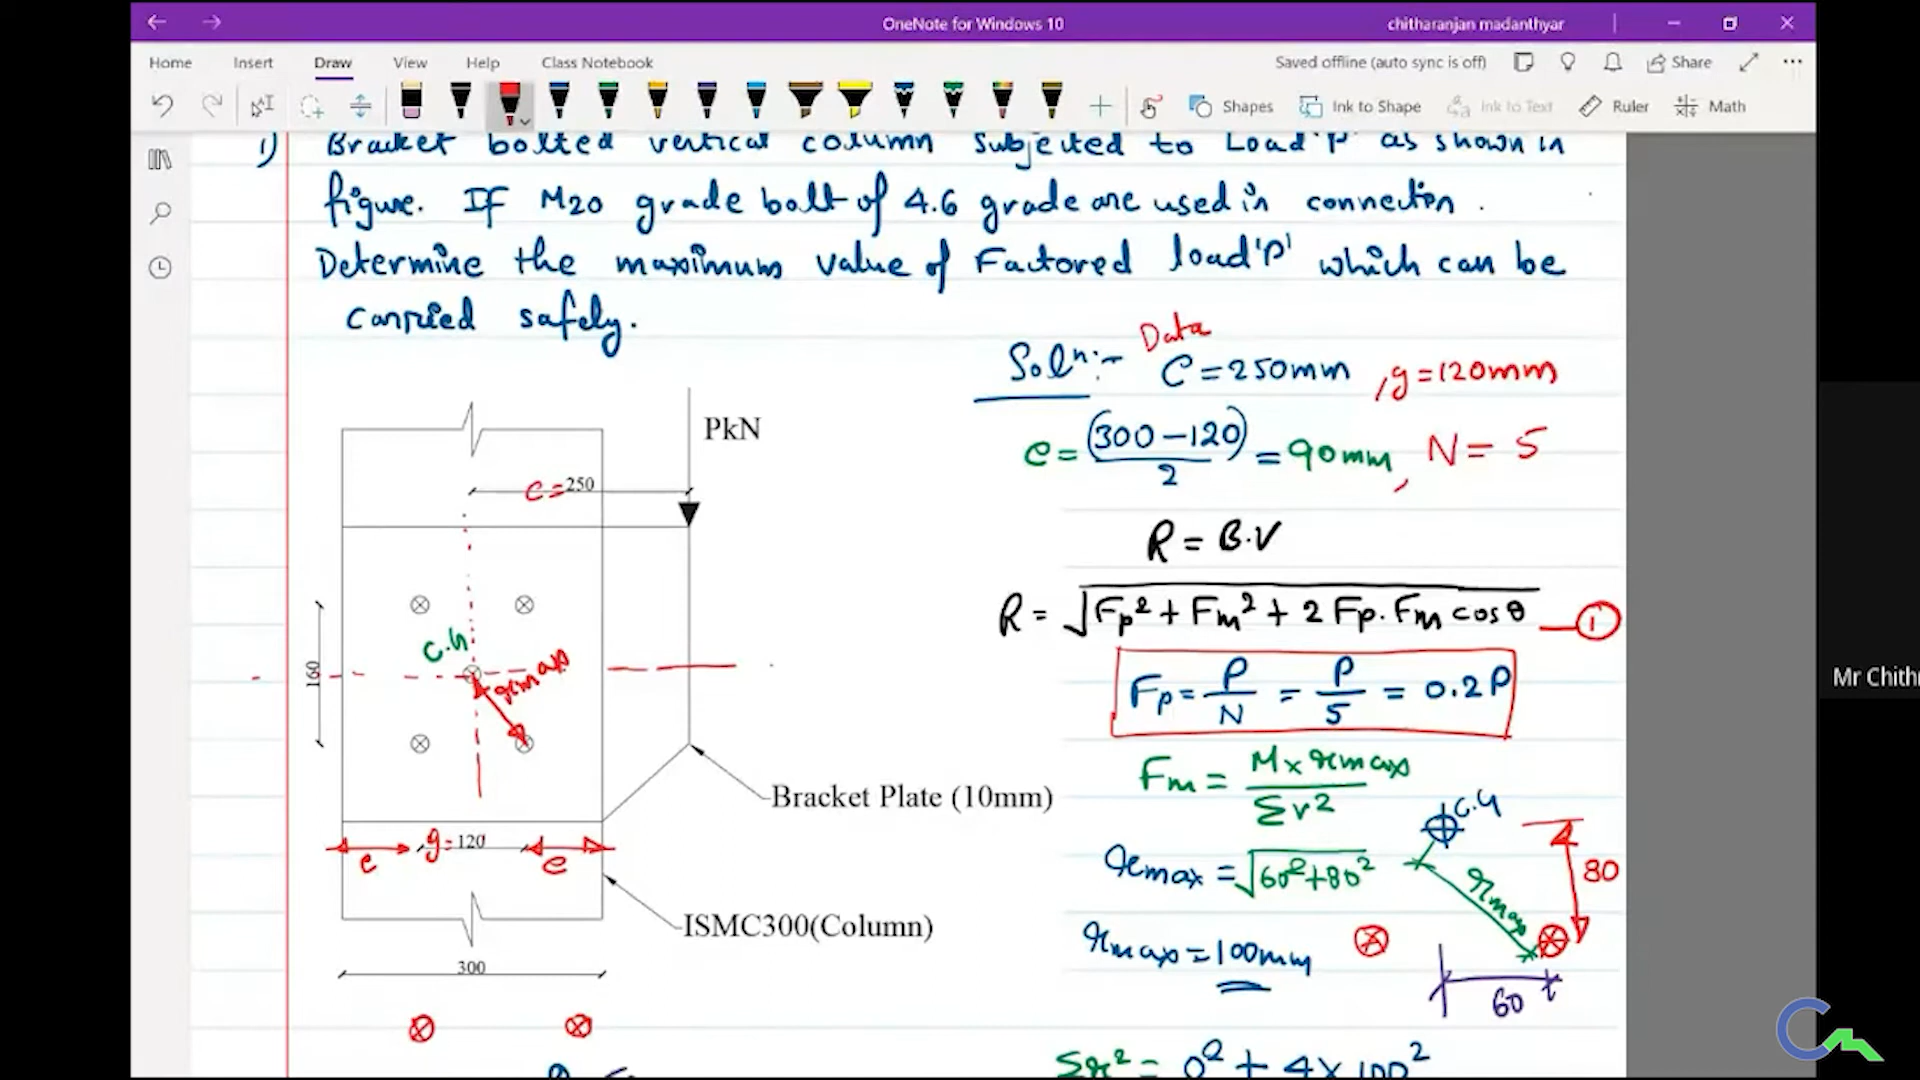 OneNote for Windows 10
chitharanjan madanthyar
Home Insert Draw View Help Class Notebook
Saved offline (auto sync is off) Share
Shapes Ink to Shape Ink to Text Ruler Math
1) Bracket bolted vertical column Subjected to Load 'P' as shown in
figure. IF M20 grade bolt of 4.6 grade are used in connection.
Determine the maximum value of Factored load 'P' which can be
carried safely.
Soln:- Data
C=250mm, g=120mm
e = (300-120)/2 = 90mm, N = 5
R = B.V
R = √Fp² + Fm² + 2 Fp. Fm cosθ — ①
Fp = P/N = P/5 = 0.2P
Fm = M x rmax / Σr²
rmax = √60²+80²
rmax = 100mm
Σr² = 0² + 4 x 100²
PkN
e = 250
C.G
rmax
160
Bracket Plate (10mm)
e g = 120 e
ISMC300(Column)
300
C.G
rmax
80
60
Mr Chith